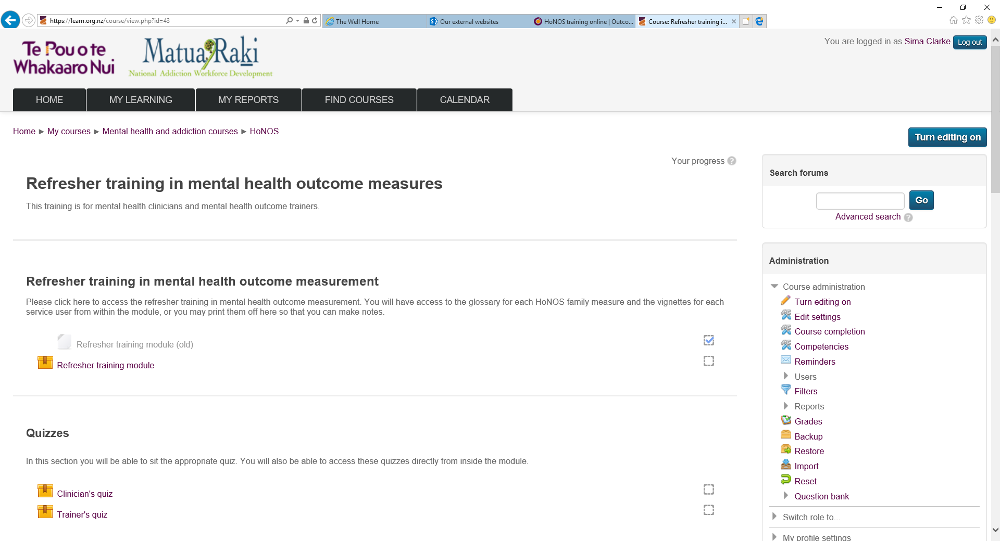 https://learn.org.nz/course/view.php?id=43
The Well Home
Our external websites
HoNOS training online | Outco...
Course: Refresher training i...
Te Pou o te
Whakaaro Nui
Matua Raki
National Addiction Workforce Development
You are logged in as Sima Clarke
Log out
HOME
MY LEARNING
MY REPORTS
FIND COURSES
CALENDAR
Home ► My courses ► Mental health and addiction courses ► HoNOS
Turn editing on
Your progress
Refresher training in mental health outcome measures
This training is for mental health clinicians and mental health outcome trainers.
Refresher training in mental health outcome measurement
Please click here to access the refresher training in mental health outcome measurement. You will have access to the glossary for each HoNOS family measure and the vignettes for each
service user from within the module, or you may print them off here so that you can make notes.
Refresher training module (old)
Refresher training module
Quizzes
In this section you will be able to sit the appropriate quiz. You will also be able to access these quizzes directly from inside the module.
Clinician's quiz
Trainer's quiz
Search forums
Go
Advanced search
Administration
Course administration
Turn editing on
Edit settings
Course completion
Competencies
Reminders
Users
Filters
Reports
Grades
Backup
Restore
Import
Reset
Question bank
Switch role to...
My profile settings